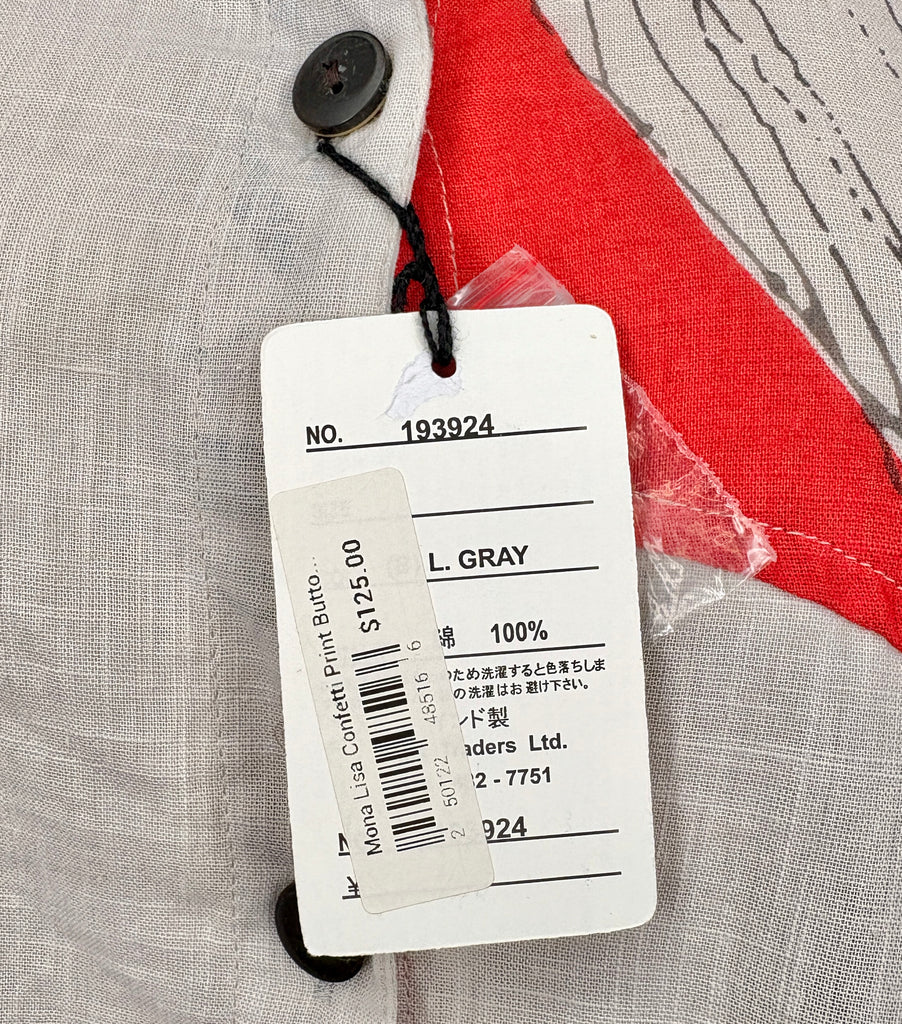 NO. 193924
L. GRAY
綿 100%
ため洗濯すると色落ちしま
の洗濯はお避け下さい。
ンド製
aders Ltd.
2 - 7751
924
Mona Lisa Confetti Print Butto...
$125.00
2 50122 48516 6